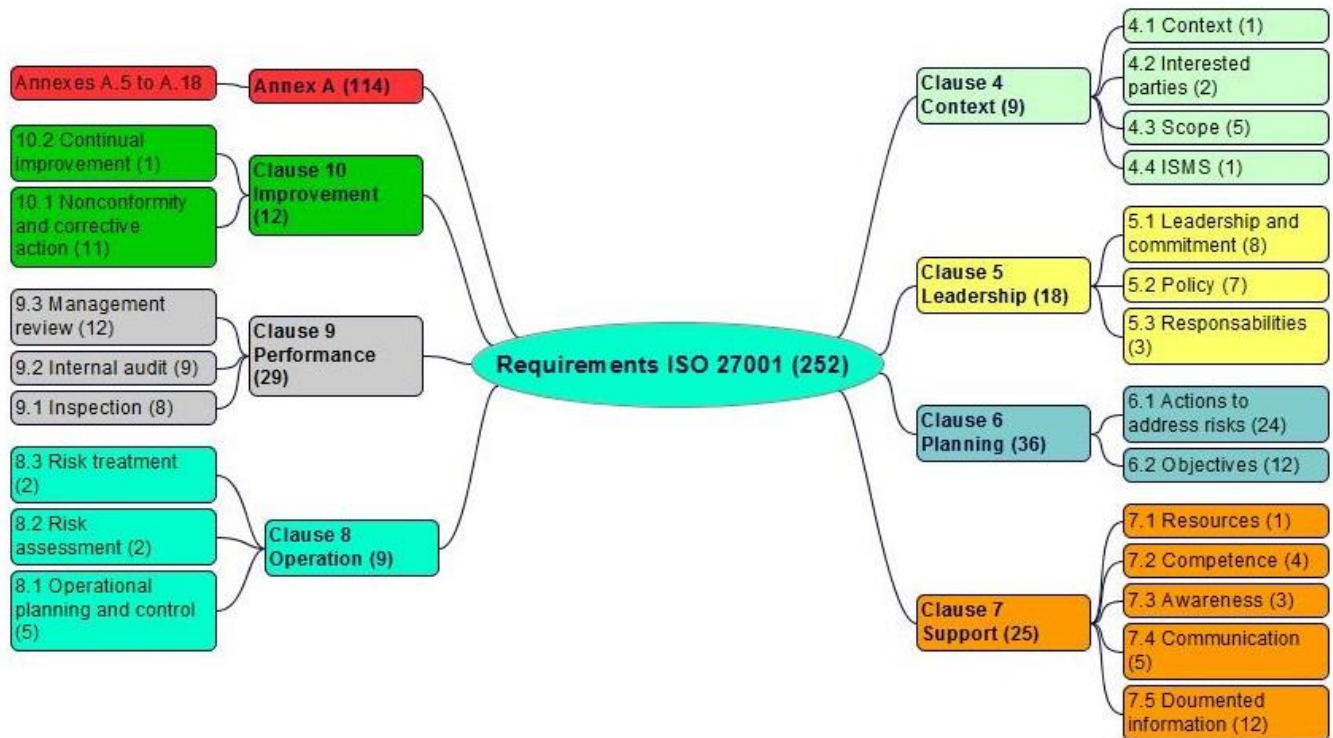 Requirements ISO 27001 (252)
Clause 4
Context (9)
4.1 Context (1)
4.2 Interested
parties (2)
4.3 Scope (5)
4.4 ISMS (1)
Clause 5
Leadership (18)
5.1 Leadership and
commitment (8)
5.2 Policy (7)
5.3 Responsabilities
(3)
Clause 6
Planning (36)
6.1 Actions to
address risks (24)
6.2 Objectives (12)
Clause 7
Support (25)
7.1 Resources (1)
7.2 Competence (4)
7.3 Awareness (3)
7.4 Communication
(5)
7.5 Doumented
information (12)
Clause 8
Operation (9)
8.3 Risk treatment
(2)
8.2 Risk
assessment (2)
8.1 Operational
planning and control
(5)
Clause 9
Performance
(29)
9.3 Management
review (12)
9.2 Internal audit (9)
9.1 Inspection (8)
Clause 10
Improvement
(12)
10.2 Continual
improvement (1)
10.1 Nonconformity
and corrective
action (11)
Annex A (114)
Annexes A.5 to A.18